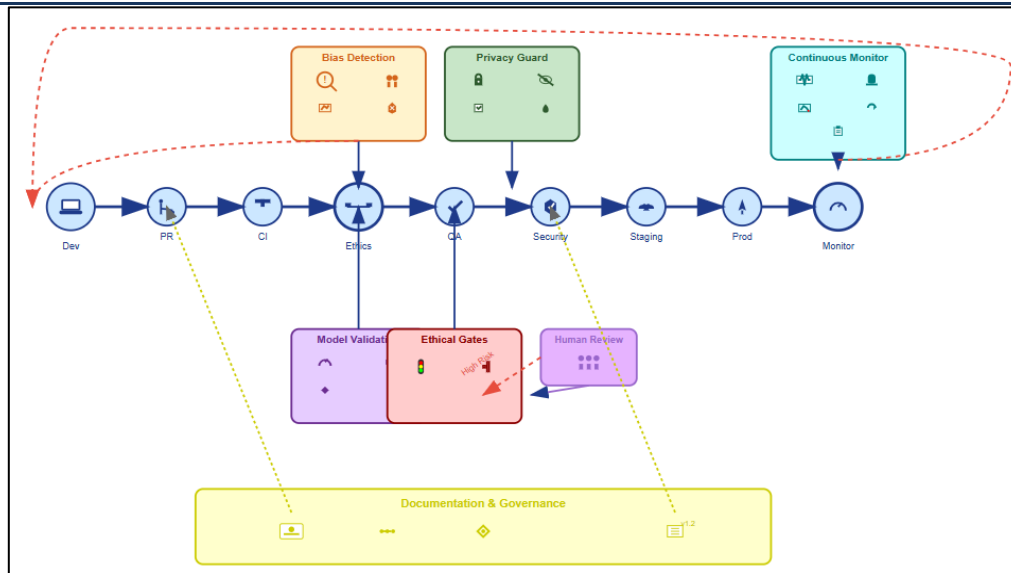 Bias Detection
Privacy Guard
Continuous Monitor
Dev
PR
CI
Ethics
QA
Security
Staging
Prod
Monitor
Model Validati
Ethical Gates
Human Review
High Risk
Documentation & Governance
v1.2